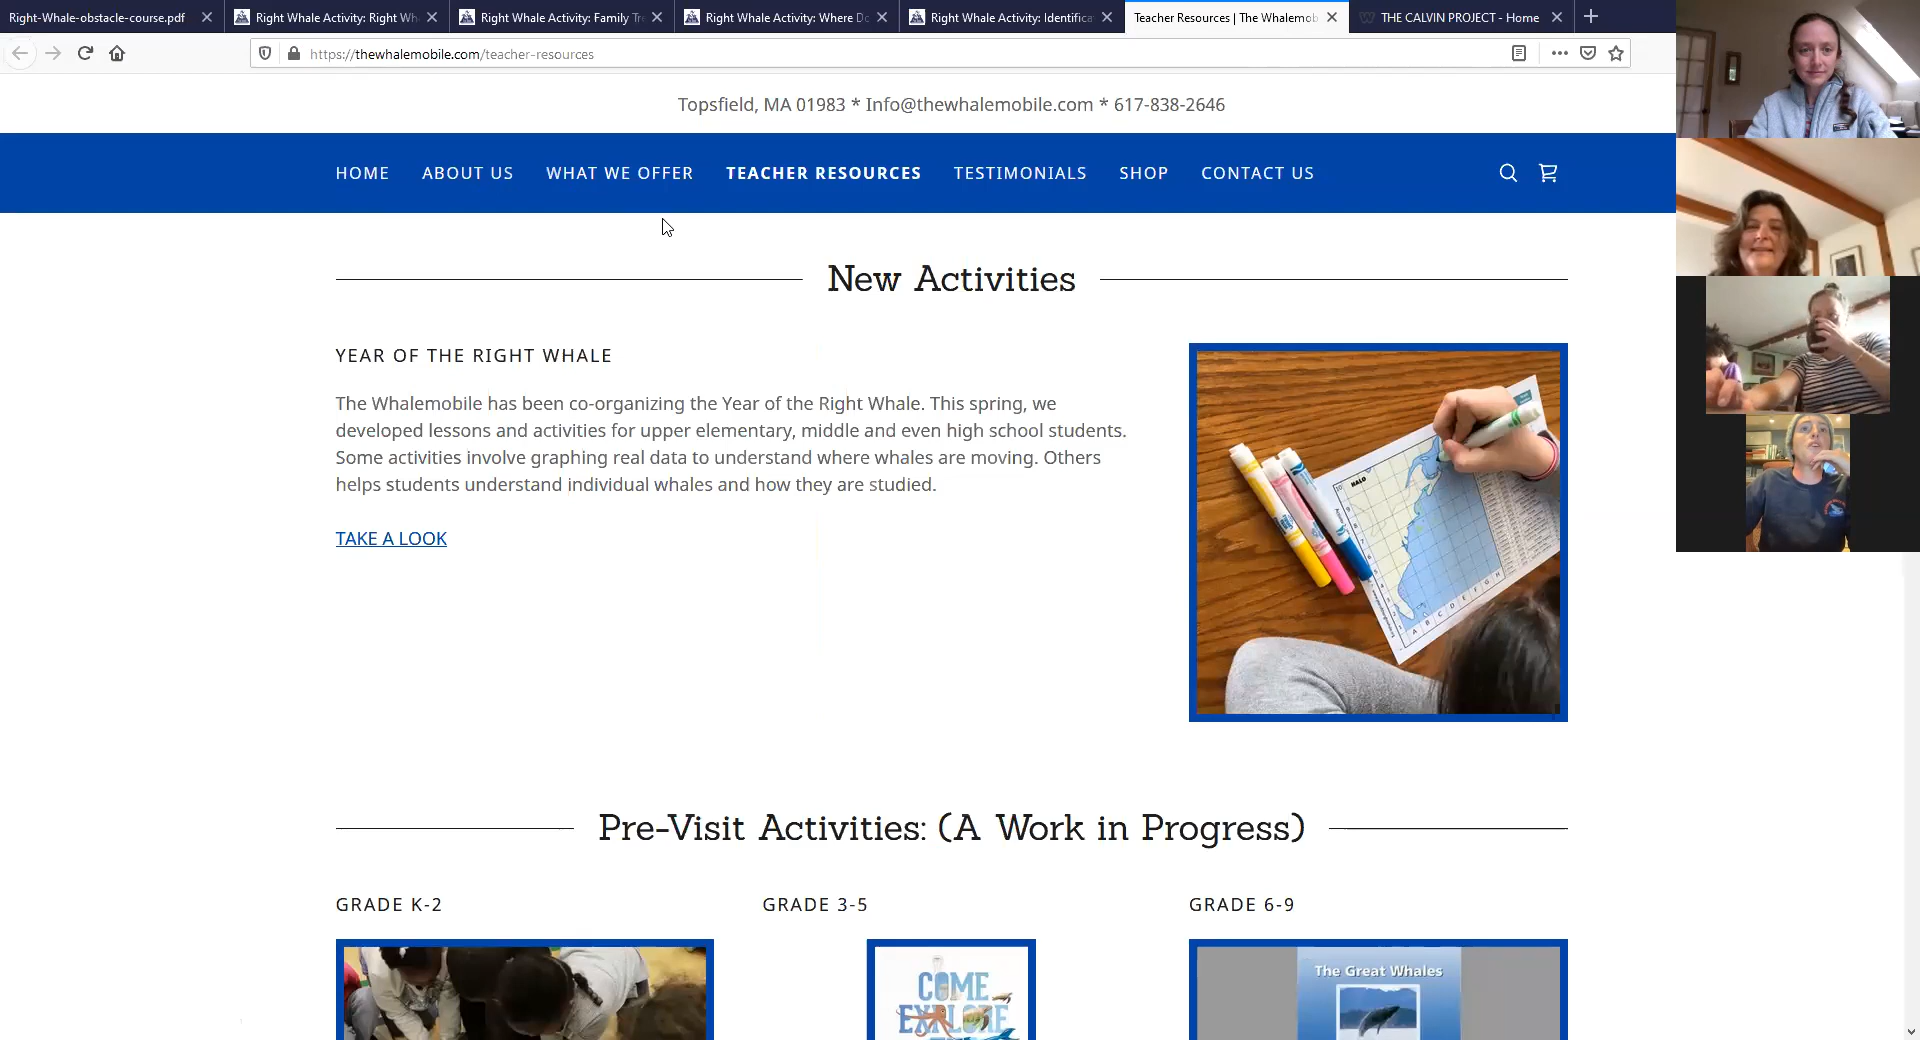 Right-Whale-obstacle-course.pdf
Right Whale Activity: Right Wh
Right Whale Activity: Family Tr
Right Whale Activity: Where Do
Right Whale Activity: Identifica
Teacher Resources | The Whalemob
THE CALVIN PROJECT - Home
https://thewhalemobile.com/teacher-resources
Topsfield, MA 01983 * Info@thewhalemobile.com * 617-838-2646
HOME ABOUT US WHAT WE OFFER TEACHER RESOURCES TESTIMONIALS SHOP CONTACT US
New Activities
YEAR OF THE RIGHT WHALE
The Whalemobile has been co-organizing the Year of the Right Whale. This spring, we
developed lessons and activities for upper elementary, middle and even high school students.
Some activities involve graphing real data to understand where whales are moving. Others
helps students understand individual whales and how they are studied.
TAKE A LOOK
HALO
A B C D E F G H
Pre-Visit Activities: (A Work in Progress)
GRADE K-2
GRADE 3-5
GRADE 6-9
COME
EXPLORE
The Great Whales